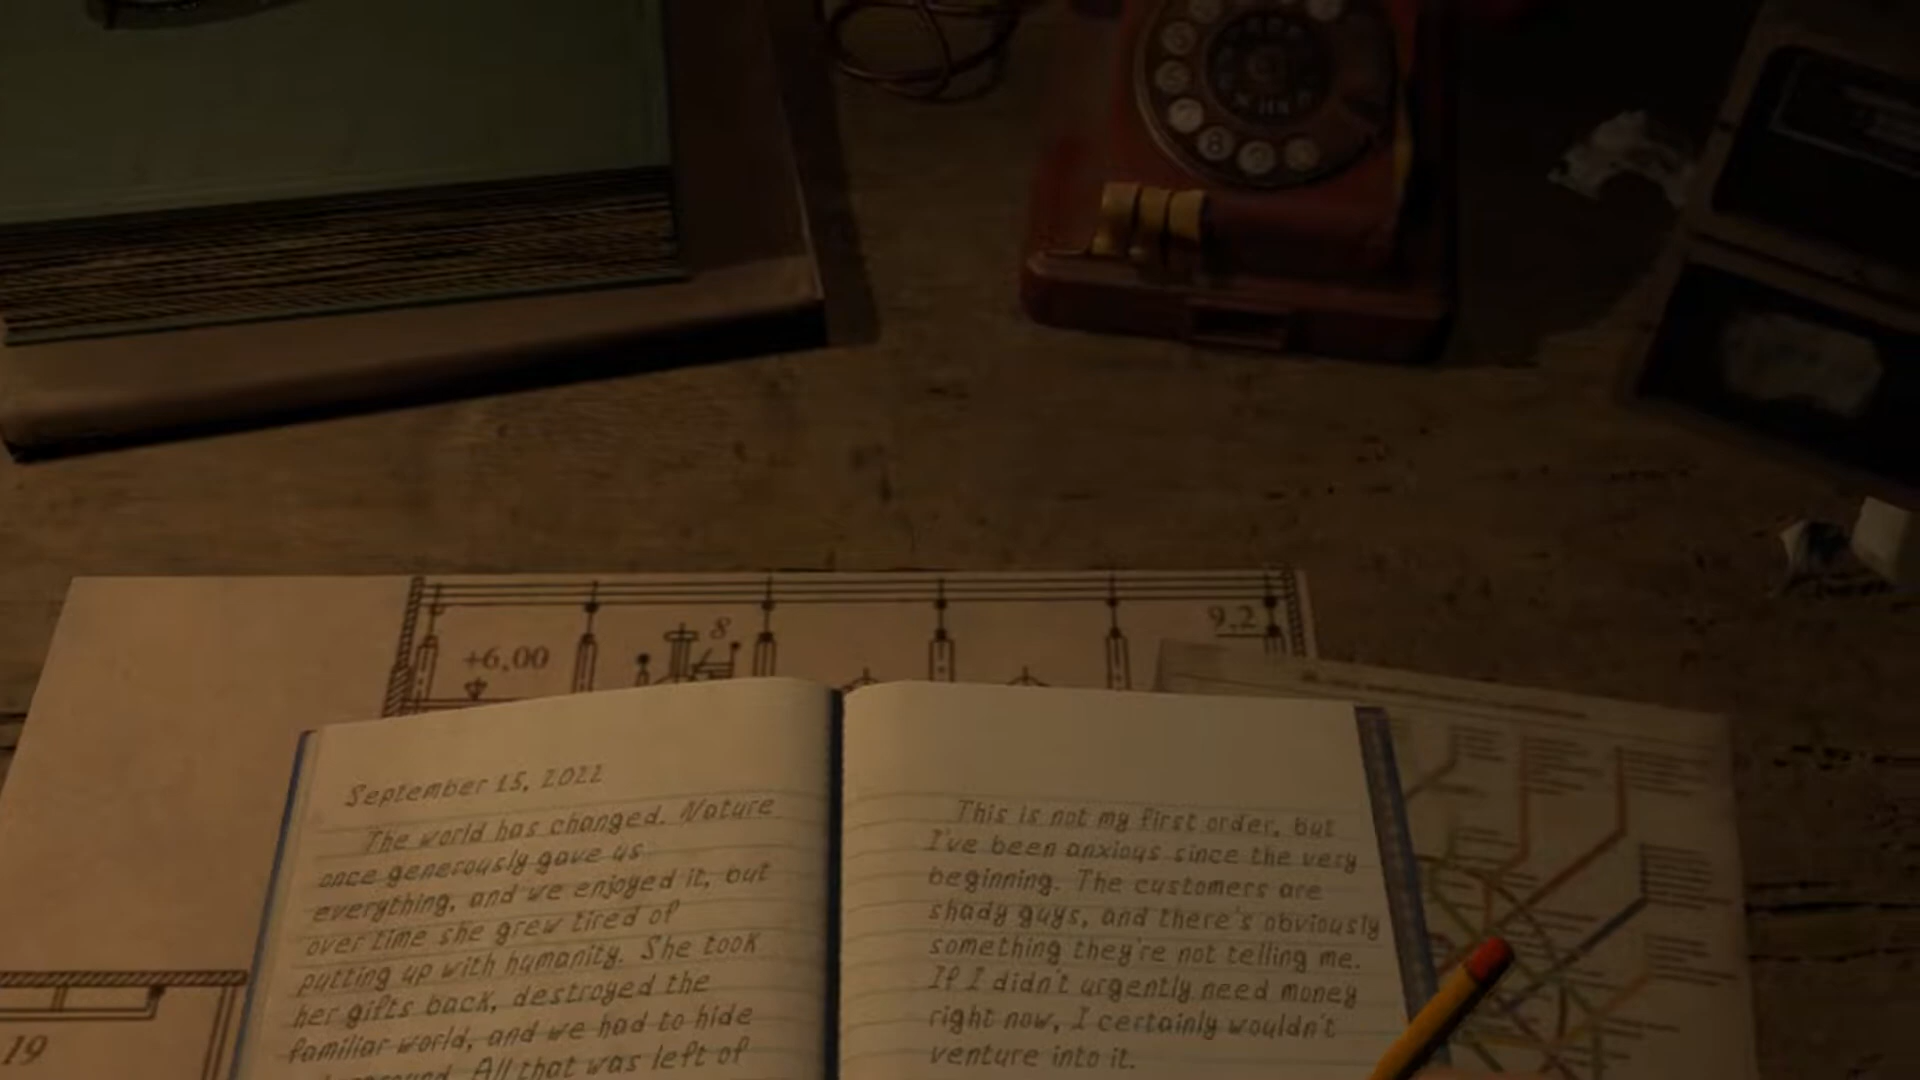 8
9.2
+6,00
September 15, 2022
The world has changed. Nature
once generously gave us
everything, and we enjoyed it, but
over time she grew tired of
putting up with humanity. She took
her gifts back, destroyed the
familiar world, and we had to hide
All that was left of
This is not my first order, but
I've been anxious since the very
beginning. The customers are
shady guys, and there's obviously
something they're not telling me.
If I didn't urgently need money
right now, I certainly wouldn't
venture into it.
19